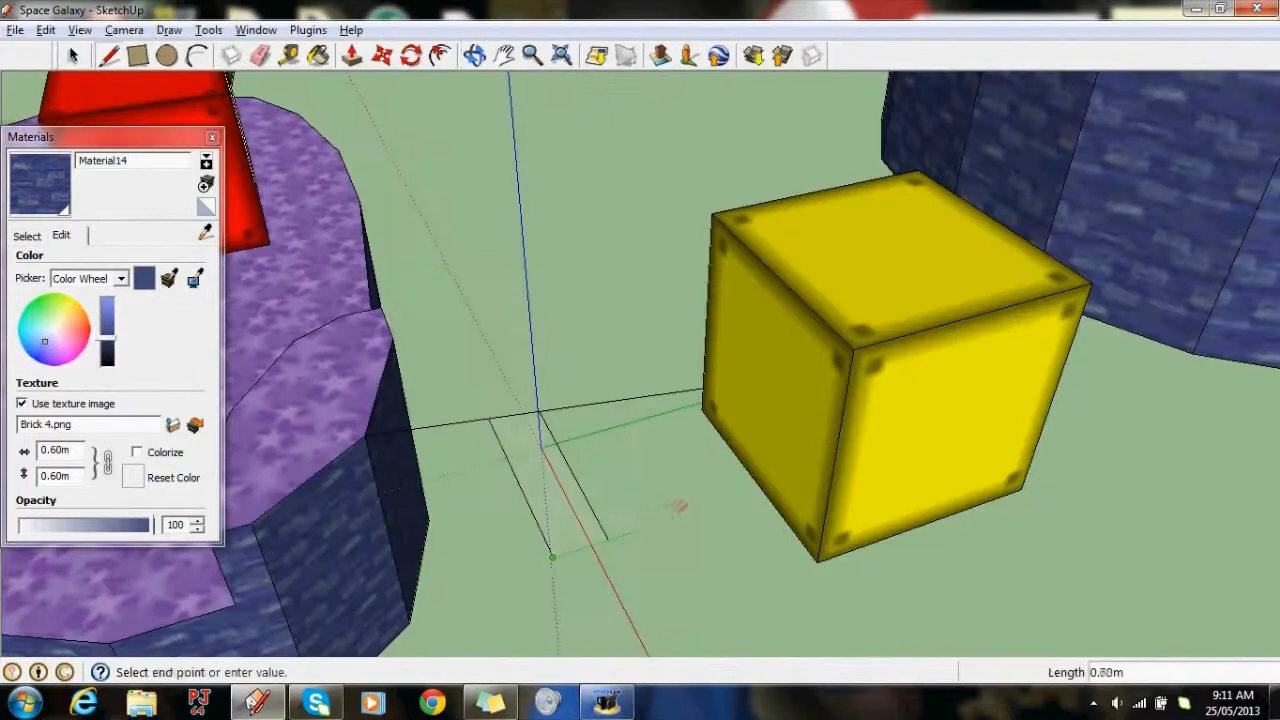 Space Galaxy - SketchUp
File Edit View Camera Draw Tools Window Plugins Help
Materials
Material14
Select Edit
Color
Picker: Color Wheel
Texture
Use texture image
Brick 4.png
0.60m Colorize
0.60m Reset Color
Opacity
100
Select end point or enter value. Length
PJ
64
9:11 AM
25/05/2013